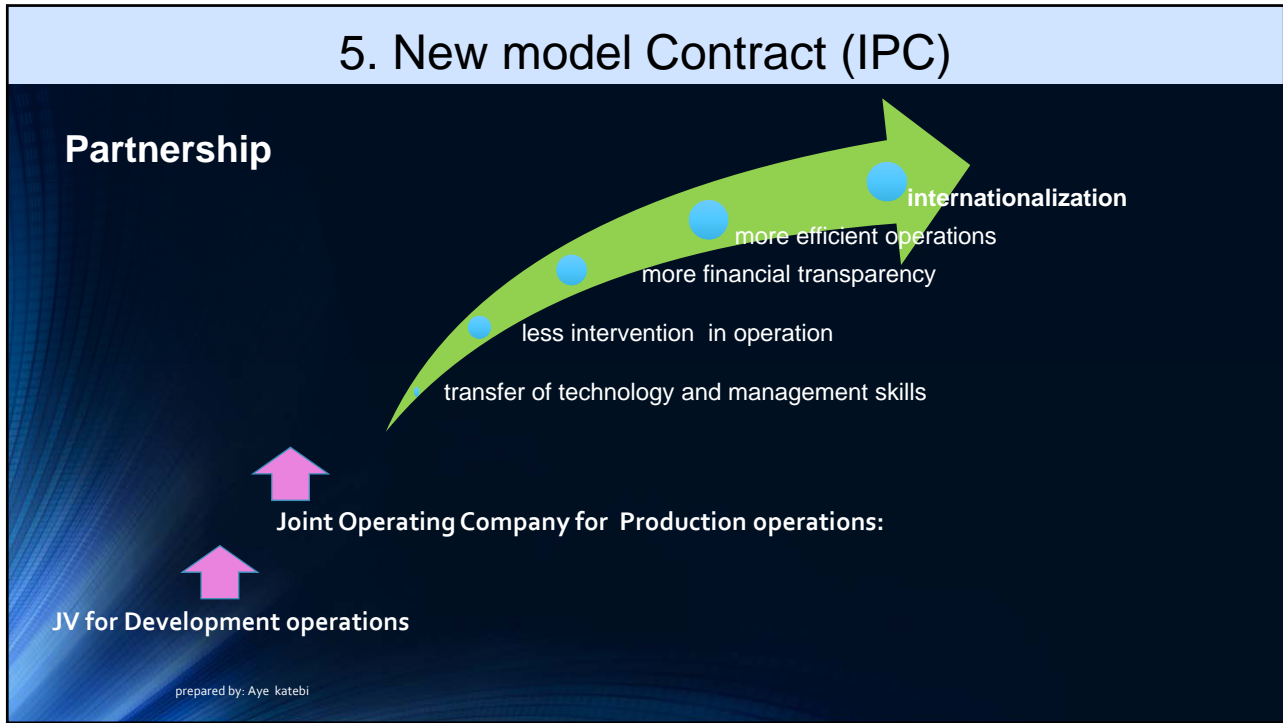 5. New model Contract (IPC)
Partnership
internationalization
more efficient operations
more financial transparency
less intervention in operation
transfer of technology and management skills
Joint Operating Company for Production operations:
JV for Development operations
prepared by: Aye katebi